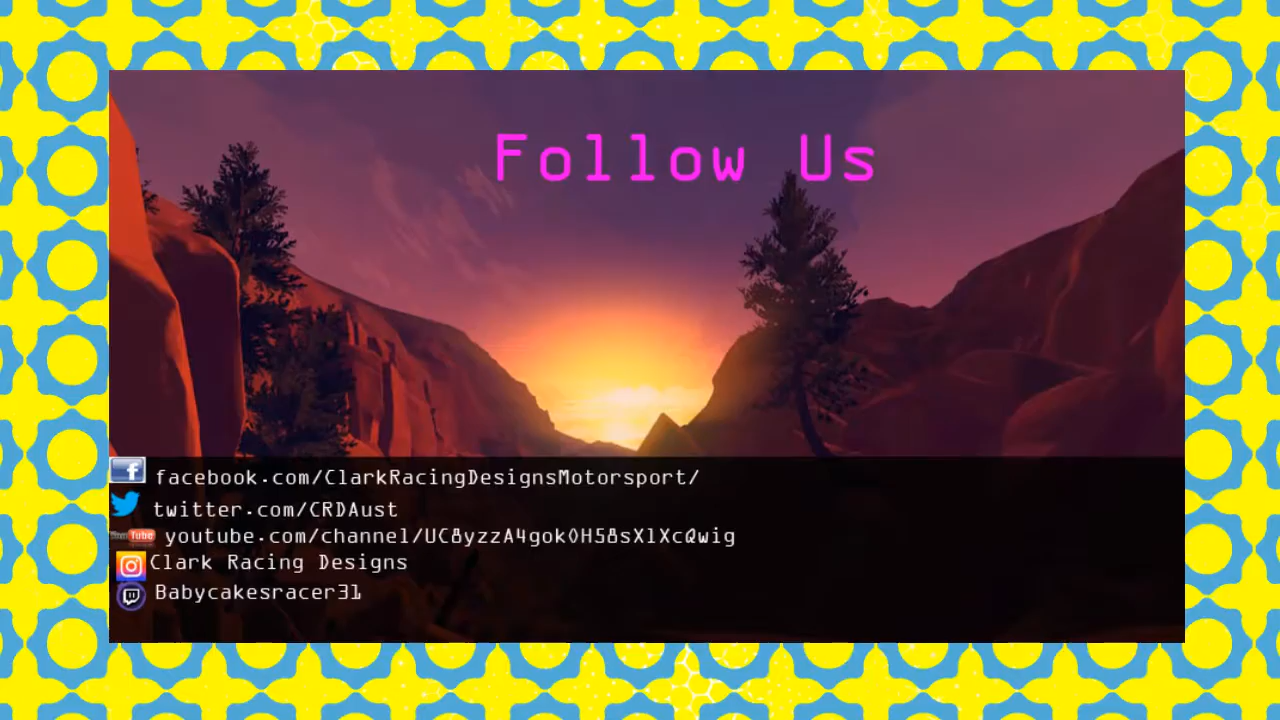 Follow Us
facebook.com/ClarkRacingDesignsMotorsport/
twitter.com/CRDAust
youtube.com/channel/UC8yzzA4gok0H58sXlXcQwig
Clark Racing Designs
Babycakesracer31